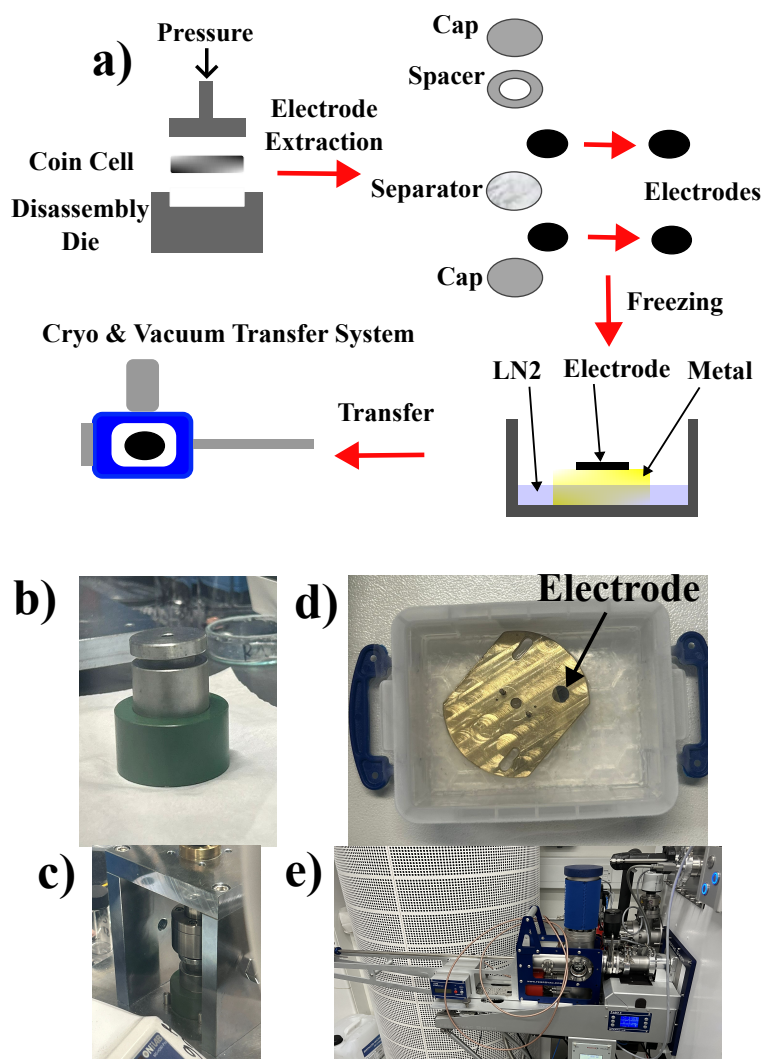 a)
Pressure
Coin Cell
Disassembly
Die
Electrode
Extraction
Cap
Spacer
Separator
Cap
Electrodes
Freezing
LN2
Electrode
Metal
Transfer
Cryo & Vacuum Transfer System
b)
d)
Electrode
c)
e)